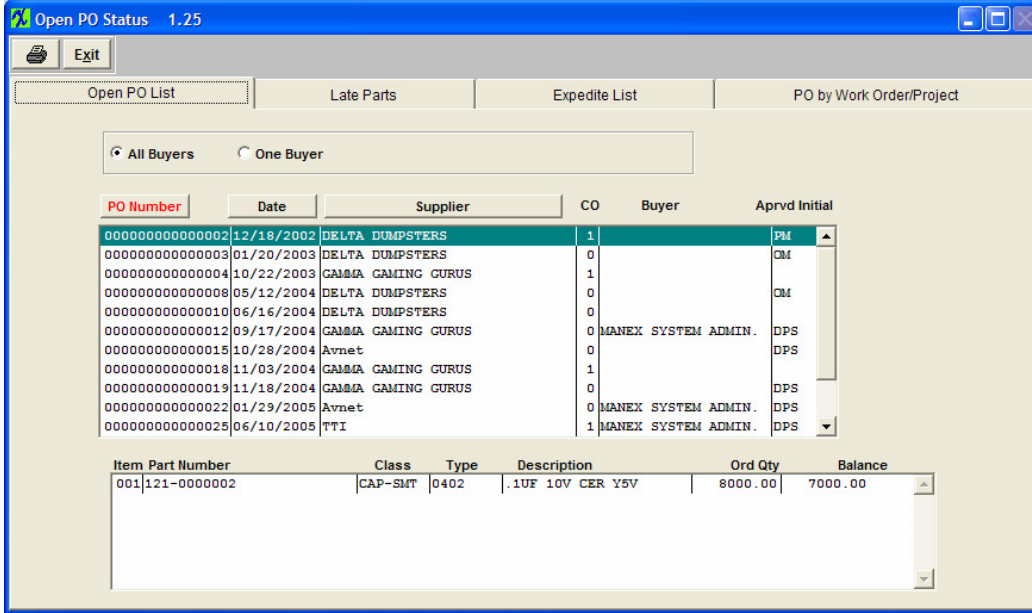 Open PO Status 1.25
Exit
Open PO List Late Parts Expedite List PO by Work Order/Project
All Buyers One Buyer
PO Number Date Supplier CO Buyer Aprvd Initial
000000000000002 12/18/2002 DELTA DUMPSTERS 1 PM
000000000000003 01/20/2003 DELTA DUMPSTERS 0 OM
000000000000004 10/22/2003 GAMMA GAMING GURUS 1
000000000000008 05/12/2004 DELTA DUMPSTERS 0 OM
000000000000010 06/16/2004 DELTA DUMPSTERS 0
000000000000012 09/17/2004 GAMMA GAMING GURUS 0 MANEX SYSTEM ADMIN. DPS
000000000000015 10/28/2004 Avnet 0 DPS
000000000000018 11/03/2004 GAMMA GAMING GURUS 1
000000000000019 11/18/2004 GAMMA GAMING GURUS 0 DPS
000000000000022 01/29/2005 Avnet 0 MANEX SYSTEM ADMIN. DPS
000000000000025 06/10/2005 TTI 1 MANEX SYSTEM ADMIN. DPS
Item Part Number Class Type Description Ord Qty Balance
001 121-0000002 CAP-SMT 0402 .1UF 10V CER Y5V 8000.00 7000.00